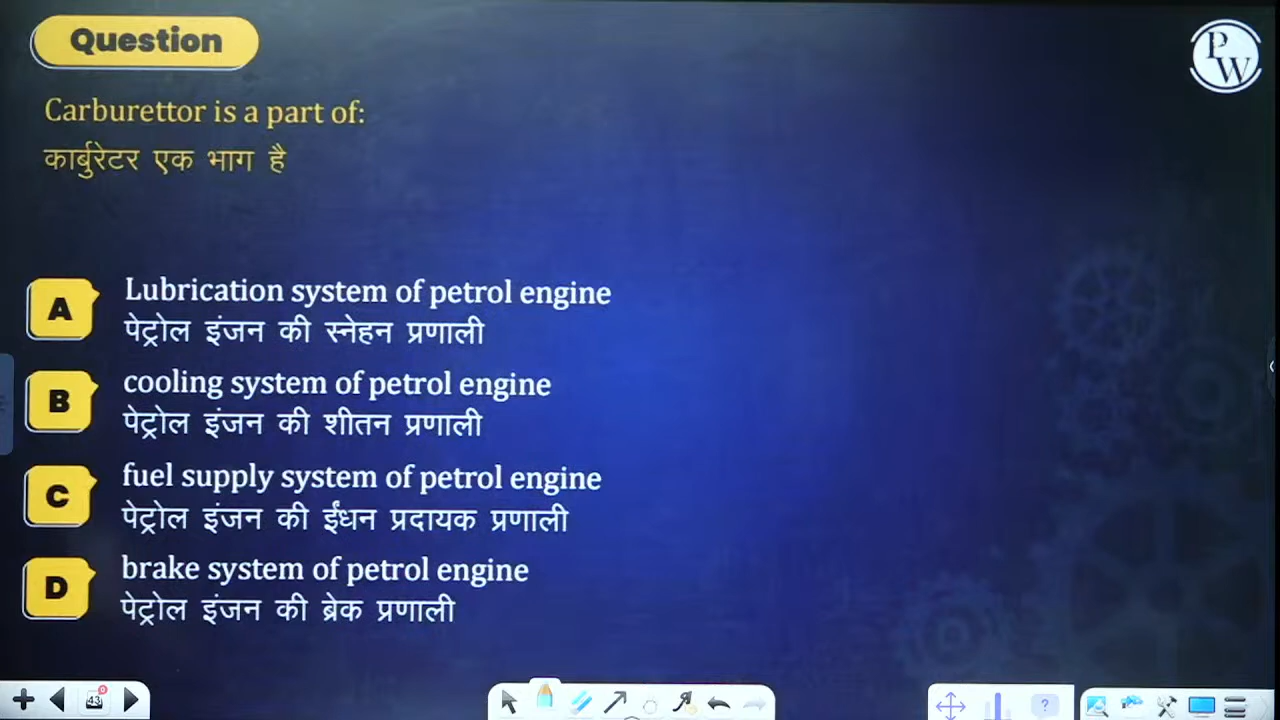 Question
PW
Carburettor is a part of:
कार्बुरेटर एक भाग है
A
Lubrication system of petrol engine
पेट्रोल इंजन की स्नेहन प्रणाली
B
cooling system of petrol engine
पेट्रोल इंजन की शीतन प्रणाली
C
fuel supply system of petrol engine
पेट्रोल इंजन की ईंधन प्रदायक प्रणाली
D
brake system of petrol engine
पेट्रोल इंजन की ब्रेक प्रणाली
43
0
?